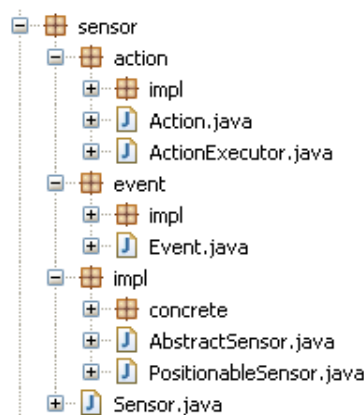 sensor
action
impl
Action.java
ActionExecutor.java
event
impl
Event.java
impl
concrete
AbstractSensor.java
PositionableSensor.java
Sensor.java